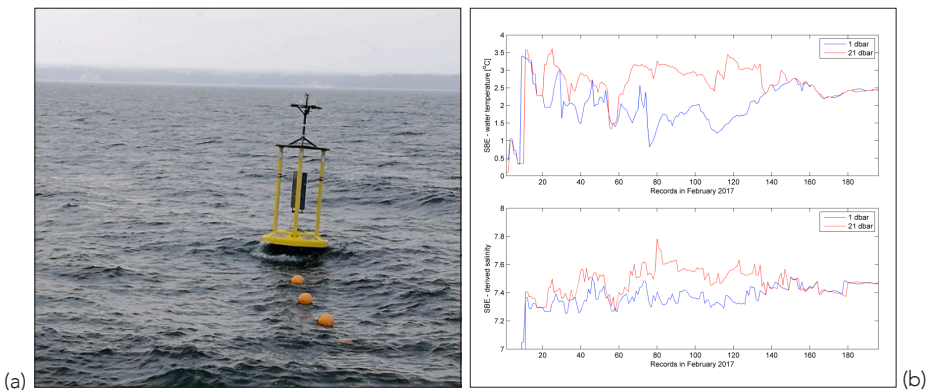 (a)
4
3.5
3
2.5
2
1.5
1
0.5
0
SBE - water temperature [°C]
1 dbar
21 dbar
20 40 60 80 100 120 140 160 180
Records in February 2017
8
7.8
7.6
7.4
7.2
7
SBE - derived salinity
1 dbar
21 dbar
20 40 60 80 100 120 140 160 180
Records in February 2017
(b)